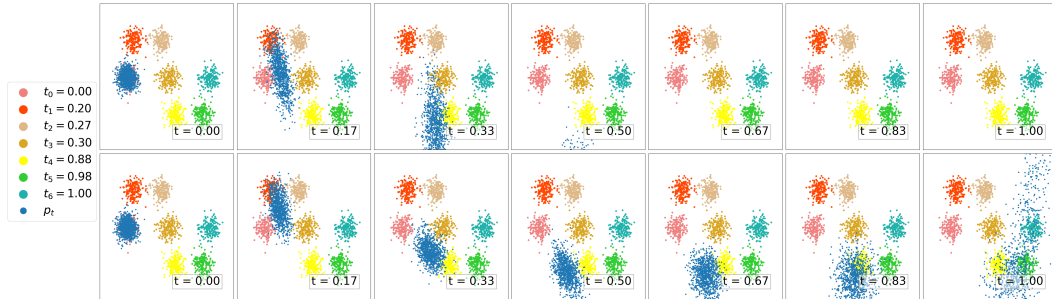 t = 0.00
t = 0.17
t = 0.33
t = 0.50
t = 0.67
t = 0.83
t = 1.00
t₀ = 0.00
t₁ = 0.20
t₂ = 0.27
t₃ = 0.30
t₄ = 0.88
t₅ = 0.98
t₆ = 1.00
pₜ
t = 0.00
t = 0.17
t = 0.33
t = 0.50
t = 0.67
t = 0.83
t = 1.00